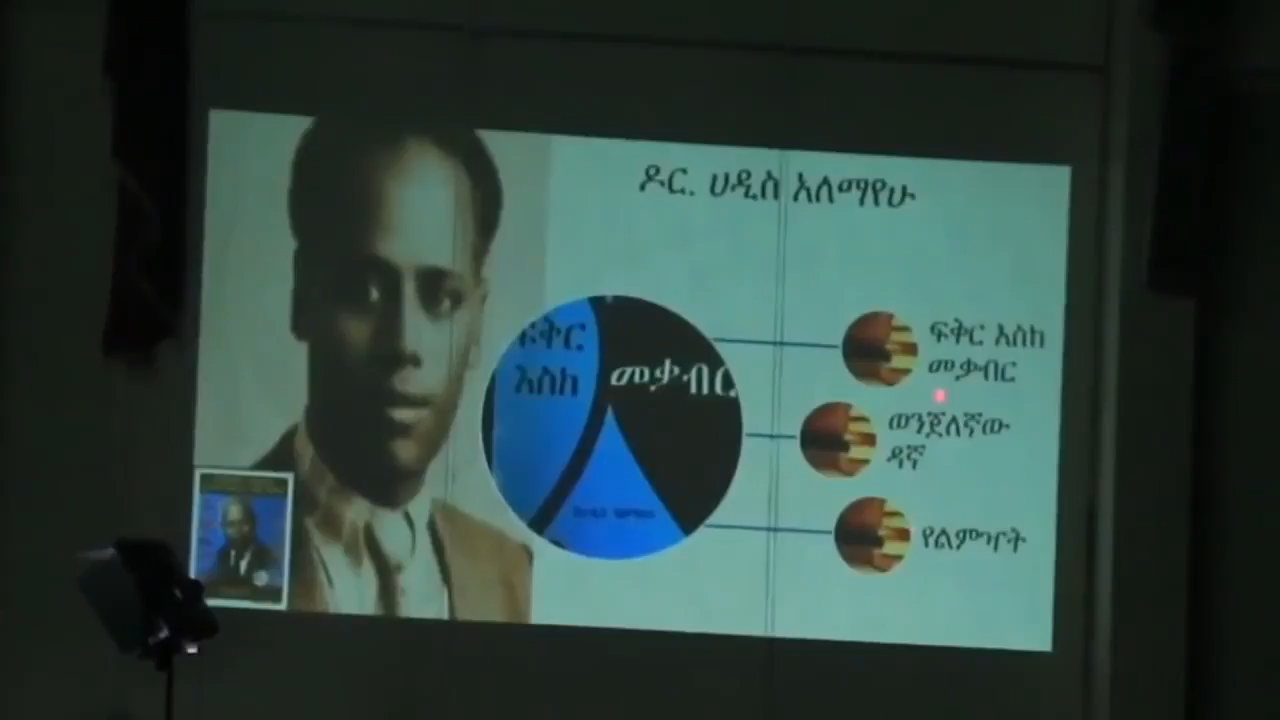 ዶር. ሀዲስ አለማየሁ
ፍቅር
እስከ
መቃብር
ፍቅር እስከ
መቃብር
ወንጀለኛው
ዳኛ
የልምዣት